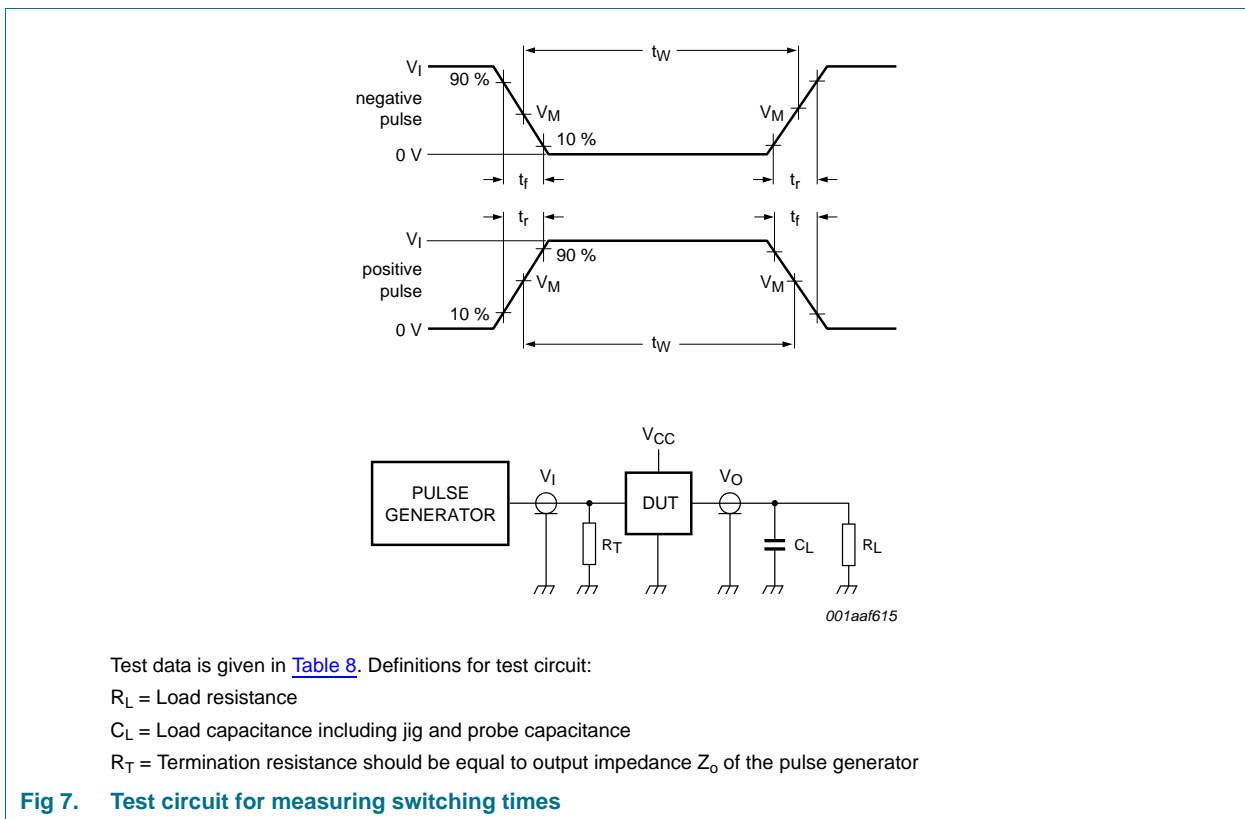 tW
VI
90 %
negative
pulse
VM
VM
10 %
0 V
tf
tr
tr
tf
VI
90 %
positive
pulse
VM
VM
10 %
0 V
tW
VCC
VI
VO
PULSE
GENERATOR
DUT
RT
CL
RL
001aaf615
Test data is given in Table 8. Definitions for test circuit:
RL = Load resistance
CL = Load capacitance including jig and probe capacitance
RT = Termination resistance should be equal to output impedance Zo of the pulse generator
Fig 7. Test circuit for measuring switching times